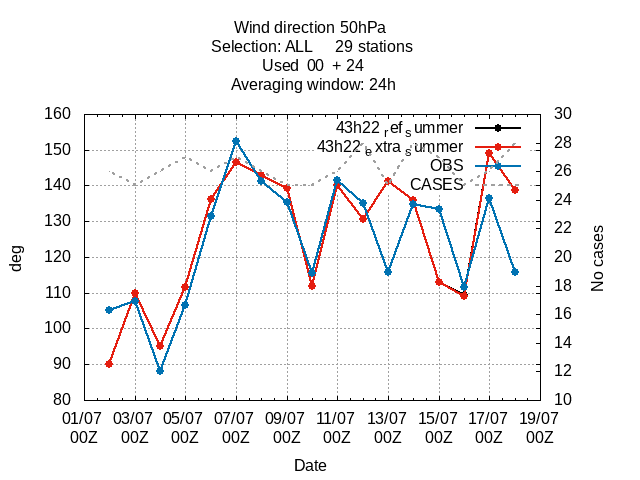 Wind direction 50hPa
Selection: ALL 29 stations
Used 00 + 24
Averaging window: 24h
160 30
150 28
140 26
130 24
120 22
110 20
100 18
90 16
80 14
12
10
43h22 ref summer
43h22 extra summer
OBS
CASES
deg
No cases
01/07 03/07 05/07 07/07 09/07 11/07 13/07 15/07 17/07 19/07
00Z 00Z 00Z 00Z 00Z 00Z 00Z 00Z 00Z 00Z
Date